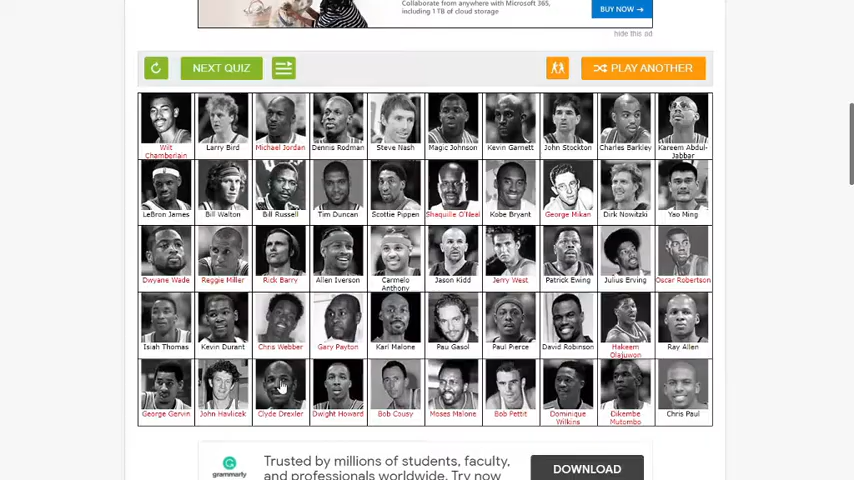 Collaborate from anywhere with Microsoft 365,
including 1 TB of cloud storage
BUY NOW →
hide this ad
NEXT QUIZ
PLAY ANOTHER
Wilt Chamberlain
Larry Bird
Michael Jordan
Dennis Rodman
Steve Nash
Magic Johnson
Kevin Garnett
John Stockton
Charles Barkley
Kareem Abdul-Jabbar
LeBron James
Bill Walton
Bill Russell
Tim Duncan
Scottie Pippen
Shaquille O'Neal
Kobe Bryant
George Mikan
Dirk Nowitzki
Yao Ming
Dwyane Wade
Reggie Miller
Rick Barry
Allen Iverson
Carmelo Anthony
Jason Kidd
Jerry West
Patrick Ewing
Julius Erving
Oscar Robertson
Isiah Thomas
Kevin Durant
Chris Webber
Gary Payton
Karl Malone
Pau Gasol
Paul Pierce
David Robinson
Hakeem Olajuwon
Ray Allen
George Gervin
John Havlicek
Clyde Drexler
Dwight Howard
Bob Cousy
Moses Malone
Bob Pettit
Dominique Wilkins
Dikembe Mutombo
Chris Paul
grammarly
Trusted by millions of students, faculty,
and professionals worldwide. Try now
DOWNLOAD